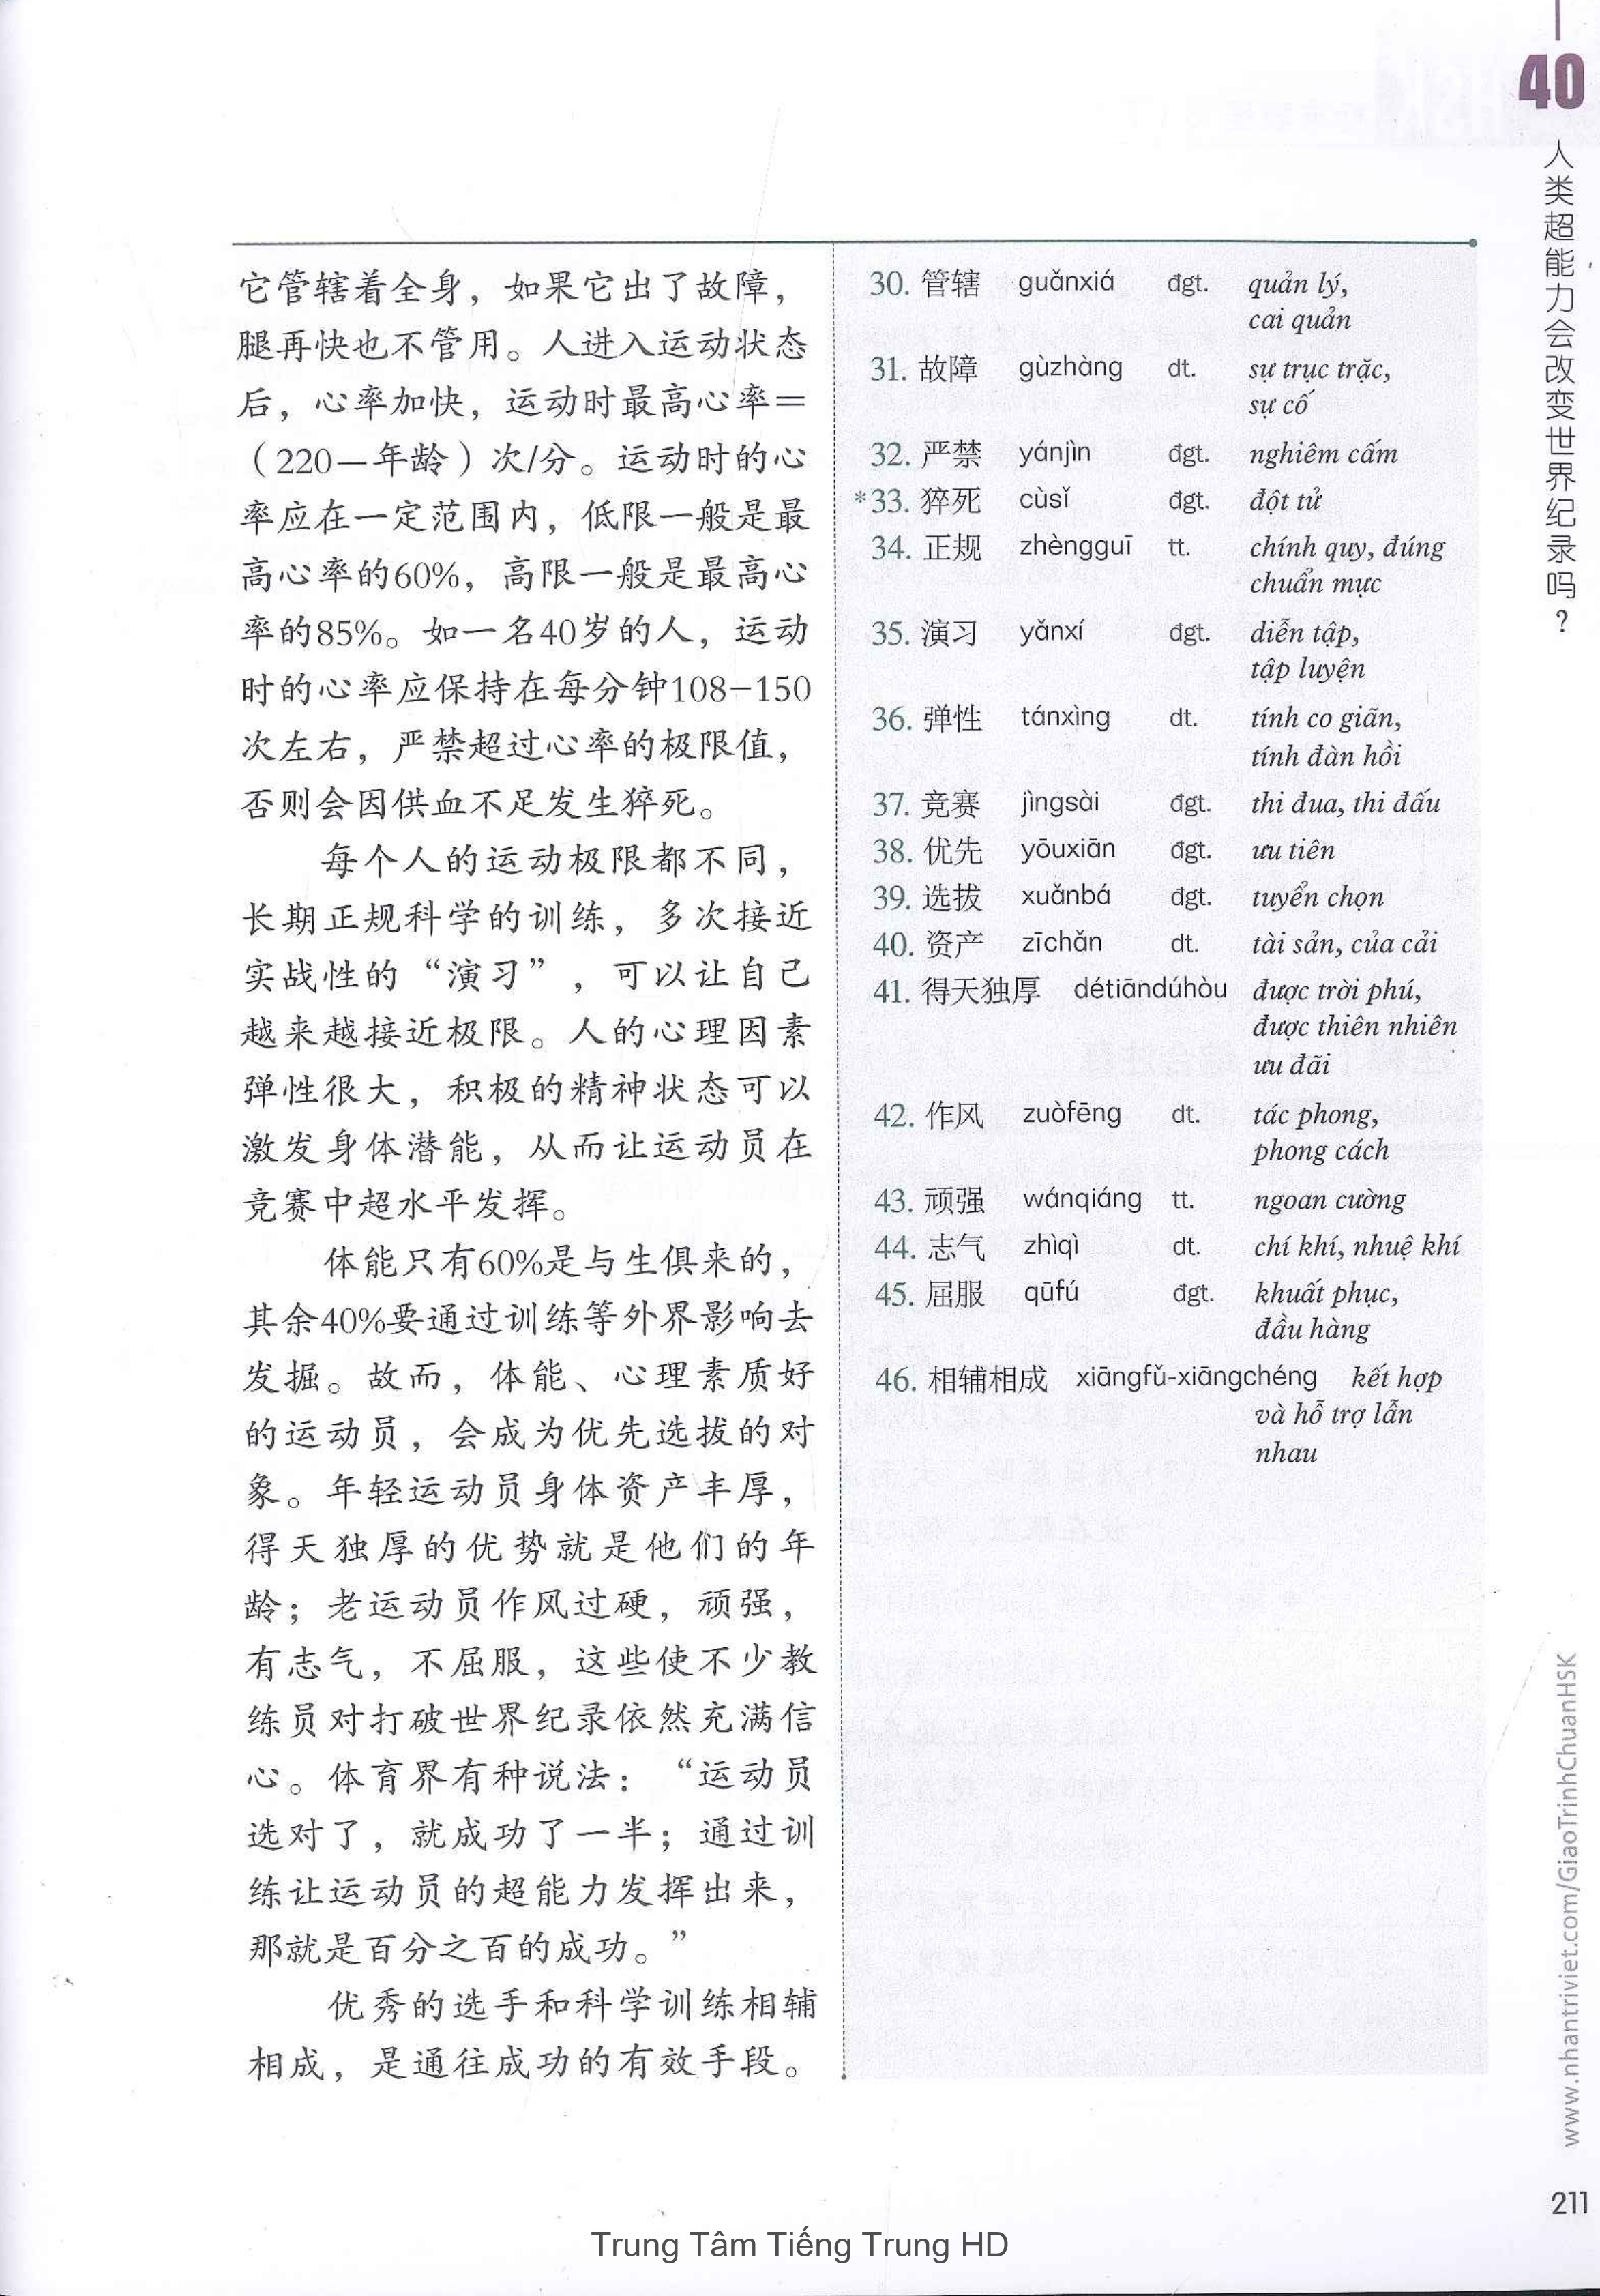 40
人类超能力会改变世界纪录吗?
它管辖着全身，如果它出了故障，
腿再快也不管用。人进入运动状态
后，心率加快，运动时最高心率＝
（220—年龄）次/分。运动时的心
率应在一定范围内，低限一般是最
高心率的60%，高限一般是最高心
率的85%。如一名40岁的人，运动
时的心率应保持在每分钟108–150
次左右，严禁超过心率的极限值，
否则会因供血不足发生猝死。
每个人的运动极限都不同，
长期正规科学的训练，多次接近
实战性的“演习”，可以让自己
越来越接近极限。人的心理因素
弹性很大，积极的精神状态可以
激发身体潜能，从而让运动员在
竞赛中超水平发挥。
体能只有60%是与生俱来的，
其余40%要通过训练等外界影响去
发掘。故而，体能、心理素质好
的运动员，会成为优先选拔的对
象。年轻运动员身体资产丰厚，
得天独厚的优势就是他们的年
龄；老运动员作风过硬，顽强，
有志气，不屈服，这些使不少教
练员对打破世界纪录依然充满信
心。体育界有种说法：“运动员
选对了，就成功了一半；通过训
练让运动员的超能力发挥出来，
那就是百分之百的成功。”
优秀的选手和科学训练相辅
相成，是通往成功的有效手段。
30. 管辖 guǎnxiá đgt. quản lý,
cai quản
31. 故障 gùzhàng dt. sự trục trặc,
sự cố
32. 严禁 yánjìn đgt. nghiêm cấm
*33. 猝死 cùsǐ đgt. đột tử
34. 正规 zhèngguī tt. chính quy, đúng
chuẩn mực
35. 演习 yǎnxí đgt. diễn tập,
tập luyện
36. 弹性 tánxìng dt. tính co giãn,
tính đàn hồi
37. 竞赛 jìngsài đgt. thi đua, thi đấu
38. 优先 yōuxiān đgt. ưu tiên
39. 选拔 xuǎnbá đgt. tuyển chọn
40. 资产 zīchǎn dt. tài sản, của cải
41. 得天独厚 détiāndúhòu được trời phú,
được thiên nhiên
ưu đãi
42. 作风 zuòfēng dt. tác phong,
phong cách
43. 顽强 wánqiáng tt. ngoan cường
44. 志气 zhìqì dt. chí khí, nhuệ khí
45. 屈服 qūfú đgt. khuất phục,
đầu hàng
46. 相辅相成 xiāngfǔ-xiāngchéng kết hợp
và hỗ trợ lẫn
nhau
www.nhantriviet.com/GiaoTrinhChuanHSK
211
Trung Tâm Tiếng Trung HD